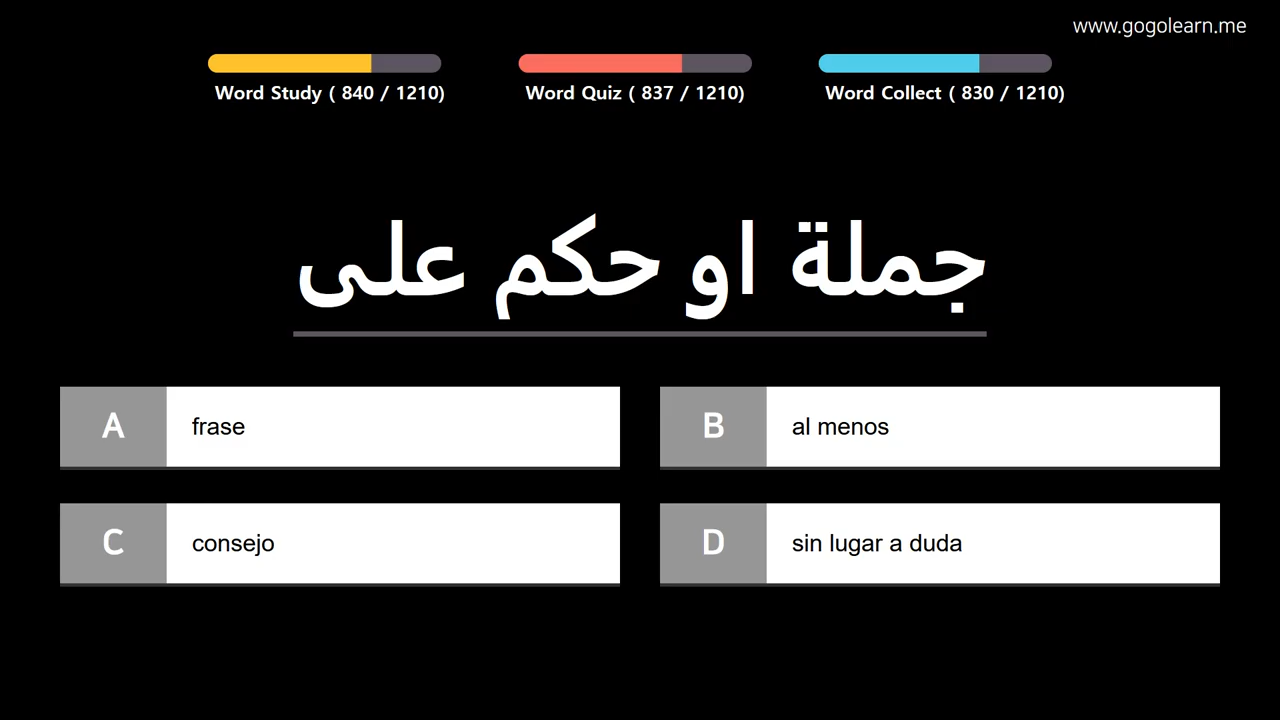 www.gogolearn.me
Word Study ( 840 / 1210)
Word Quiz ( 837 / 1210)
Word Collect ( 830 / 1210)
جملة او حكم على
A
frase
B
al menos
C
consejo
D
sin lugar a duda